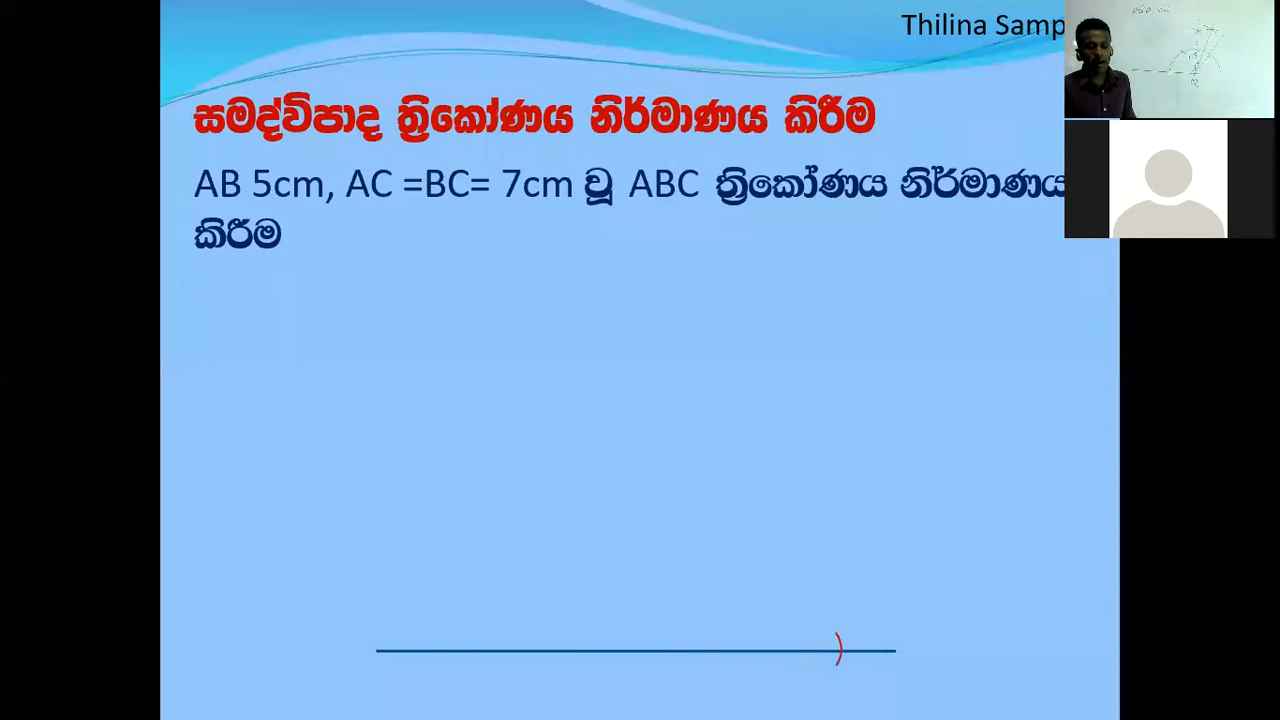 Thilina Samp
සමද්විපාද ත්‍රිකෝණය නිර්මාණය කිරීම
AB 5cm, AC =BC= 7cm වූ ABC ත්‍රිකෝණය නිර්මාණය
කිරීම